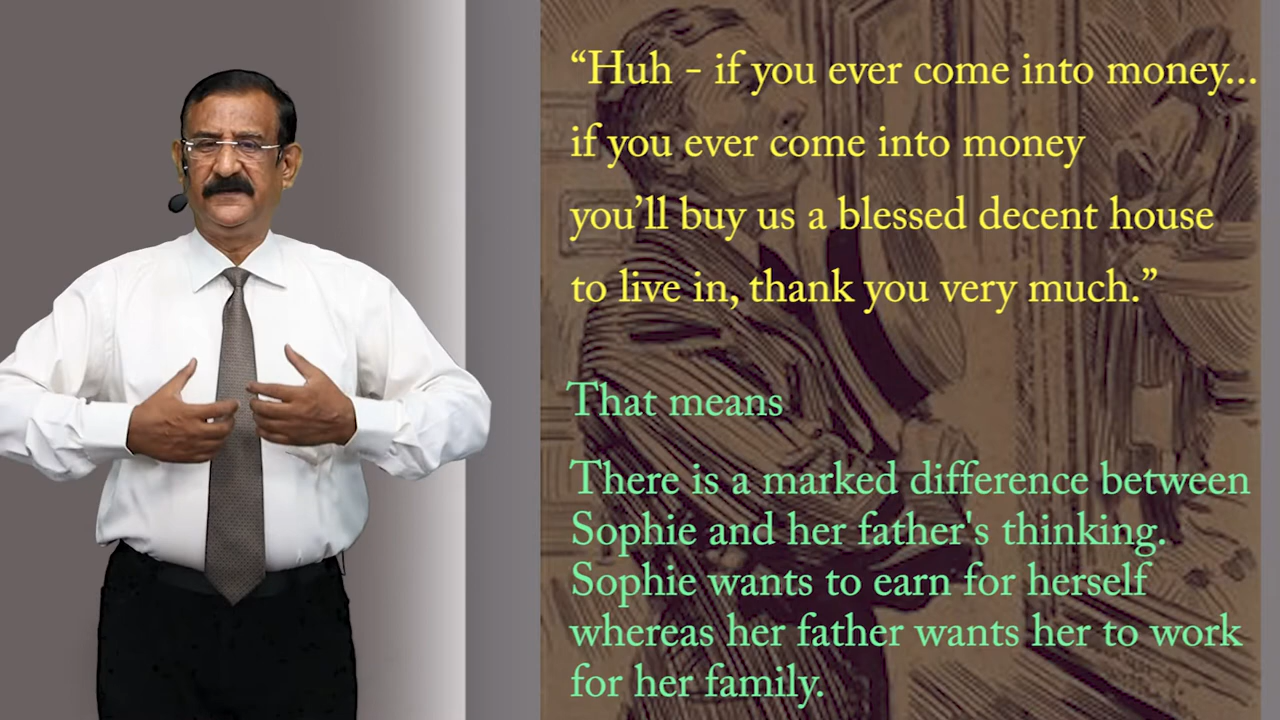 “Huh - if you ever come into money...
if you ever come into money
you’ll buy us a blessed decent house
to live in, thank you very much.”
That means
There is a marked difference between
Sophie and her father's thinking.
Sophie wants to earn for herself
whereas her father wants her to work
for her family.